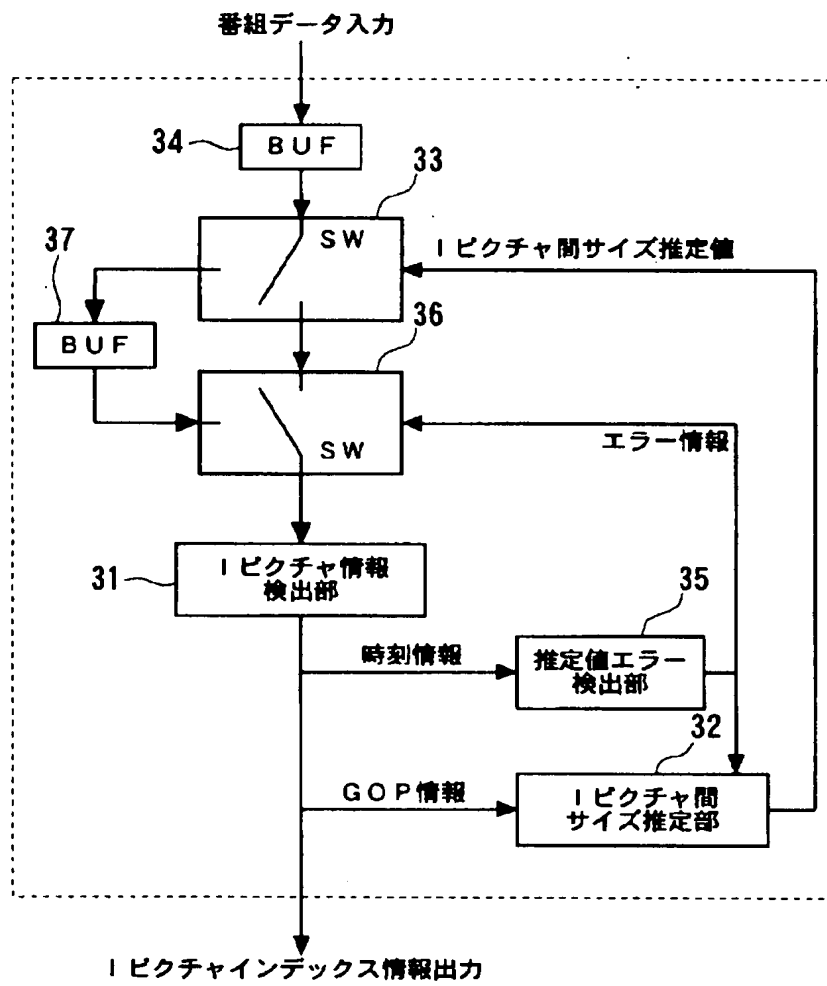 番組データ入力
34
BUF
33
SW
Iピクチャ間サイズ推定値
37
BUF
36
SW
エラー情報
31
Iピクチャ情報
検出部
35
時刻情報
推定値エラー
検出部
32
GOP情報
Iピクチャ間
サイズ推定部
Iピクチャインデックス情報出力